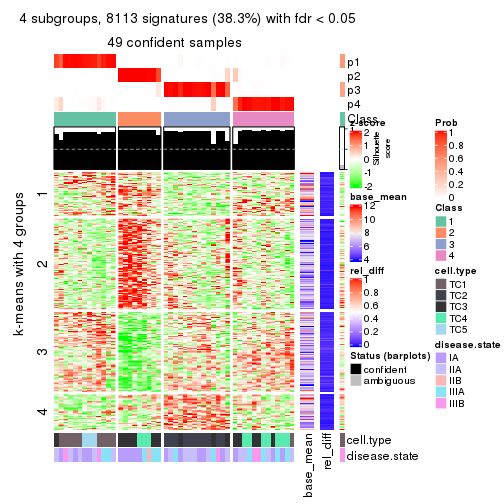 4 subgroups, 8113 signatures (38.3%) with fdr < 0.05
49 confident samples
p1
p2
p3
p4
Class
Silhouette
score
k-means with 4 groups
1
2
3
4
cell.type
disease.state
base_mean
rel_diff
z-score
2
1
0
-1
-2
base_mean
12
10
8
6
4
rel_diff
1
0.8
0.6
0.4
0.2
0
Status (barplots)
confident
ambiguous
Prob
1
0.8
0.6
0.4
0.2
0
Class
1
2
3
4
cell.type
TC1
TC2
TC3
TC4
TC5
disease.state
IA
IIA
IIB
IIIA
IIIB